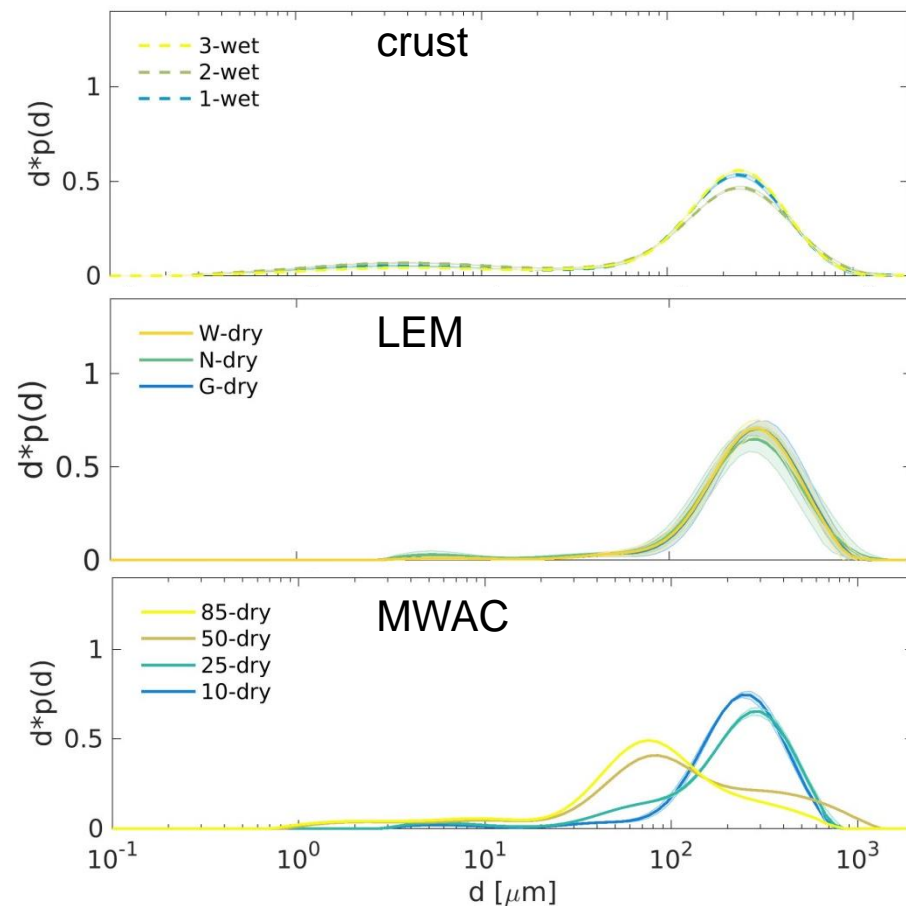 crust
3-wet
2-wet
1-wet
1
0.5
0
d*p(d)
LEM
W-dry
N-dry
G-dry
1
0.5
0
d*p(d)
MWAC
85-dry
50-dry
25-dry
10-dry
1
0.5
0
d*p(d)
10⁻¹ 10⁰ 10¹ 10² 10³
d [μm]